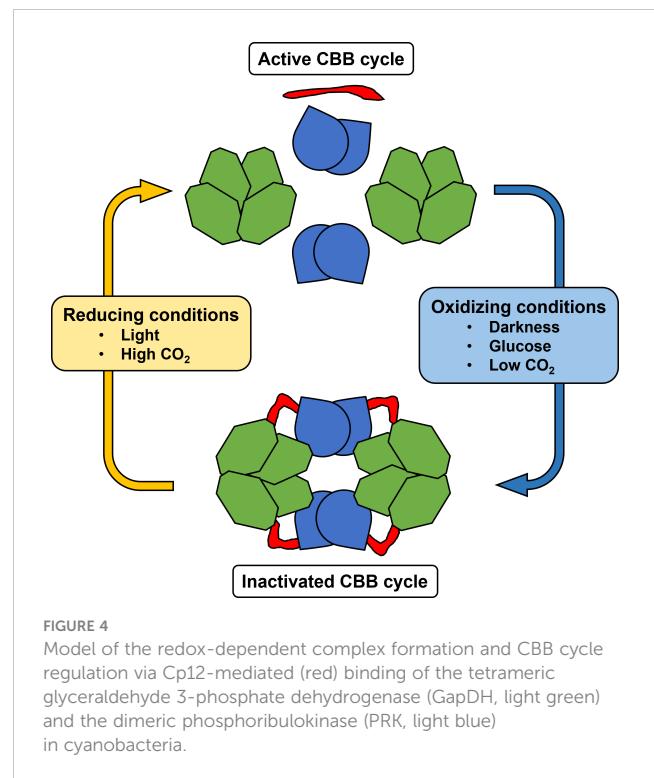 Active CBB cycle
Reducing conditions
• Light
• High CO₂
Oxidizing conditions
• Darkness
• Glucose
• Low CO₂
Inactivated CBB cycle
FIGURE 4
Model of the redox-dependent complex formation and CBB cycle
regulation via Cp12-mediated (red) binding of the tetrameric
glyceraldehyde 3-phosphate dehydrogenase (GapDH, light green)
and the dimeric phosphoribulokinase (PRK, light blue)
in cyanobacteria.